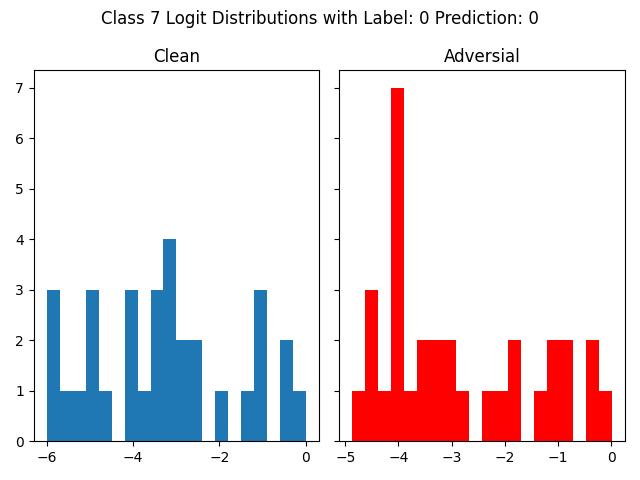 Class 7 Logit Distributions with Label: 0 Prediction: 0
Clean
Adversial
7
6
5
4
3
2
1
0
−6 −4 −2 0
−5 −4 −3 −2 −1 0